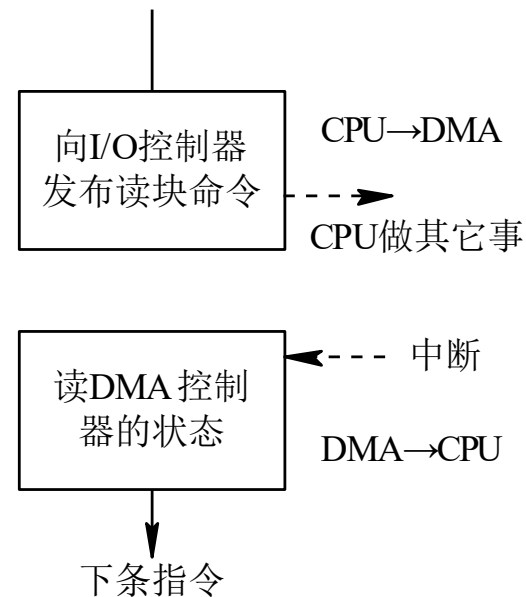 向I/O控制器
发布读块命令
CPU→DMA
CPU做其它事
中断
读DMA 控制
器的状态
DMA→CPU
下条指令